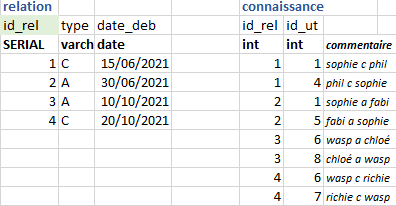 relation connaissance
id_rel type date_deb id_rel id_ut
SERIAL varch date int int commentaire
1 C 15/06/2021 1 1 sophie c phil
2 A 30/06/2021 1 4 phil c sophie
3 A 10/10/2021 2 1 sophie a fabi
4 C 20/10/2021 2 5 fabi a sophie
3 6 wasp a chloé
3 8 chloé a wasp
4 6 wasp c richie
4 7 richie c wasp